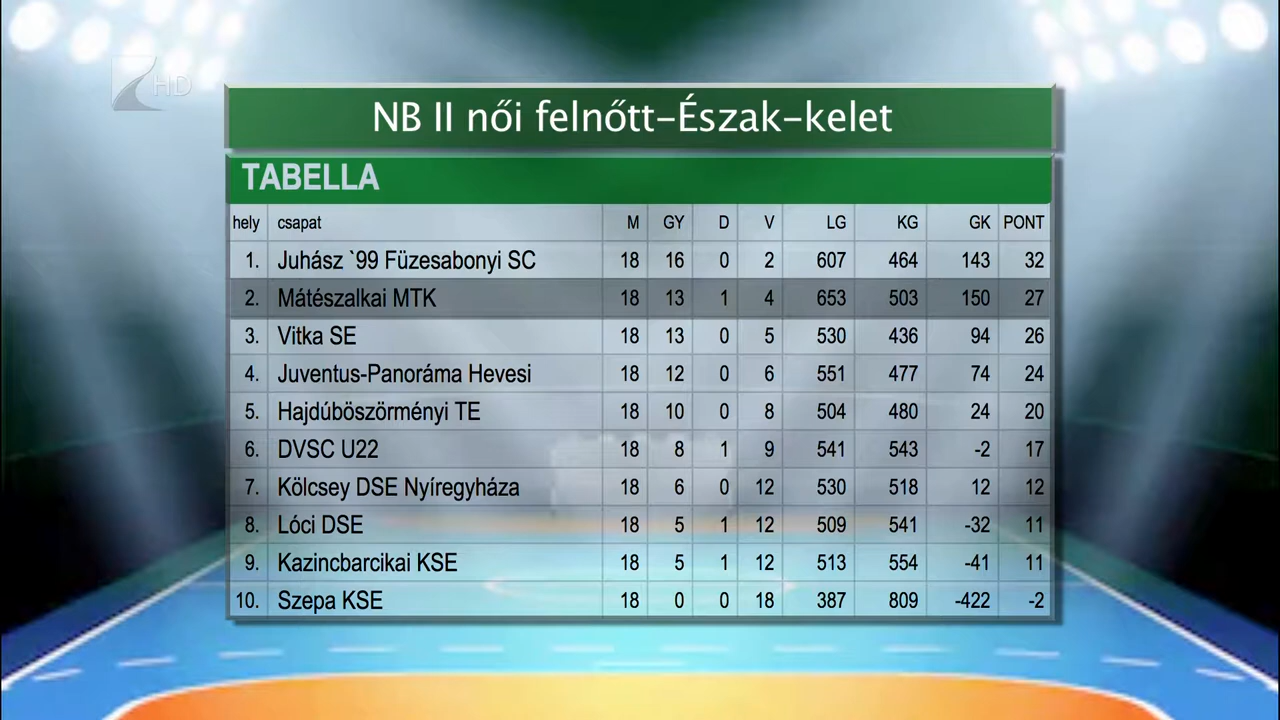 HD
NB II női felnőtt-Észak-kelet
TABELLA
hely csapat M GY D V LG KG GK PONT
1. Juhász `99 Füzesabonyi SC 18 16 0 2 607 464 143 32
2. Mátészalkai MTK 18 13 1 4 653 503 150 27
3. Vitka SE 18 13 0 5 530 436 94 26
4. Juventus-Panoráma Hevesi 18 12 0 6 551 477 74 24
5. Hajdúböszörményi TE 18 10 0 8 504 480 24 20
6. DVSC U22 18 8 1 9 541 543 -2 17
7. Kölcsey DSE Nyíregyháza 18 6 0 12 530 518 12 12
8. Lóci DSE 18 5 1 12 509 541 -32 11
9. Kazincbarcikai KSE 18 5 1 12 513 554 -41 11
10. Szepa KSE 18 0 0 18 387 809 -422 -2